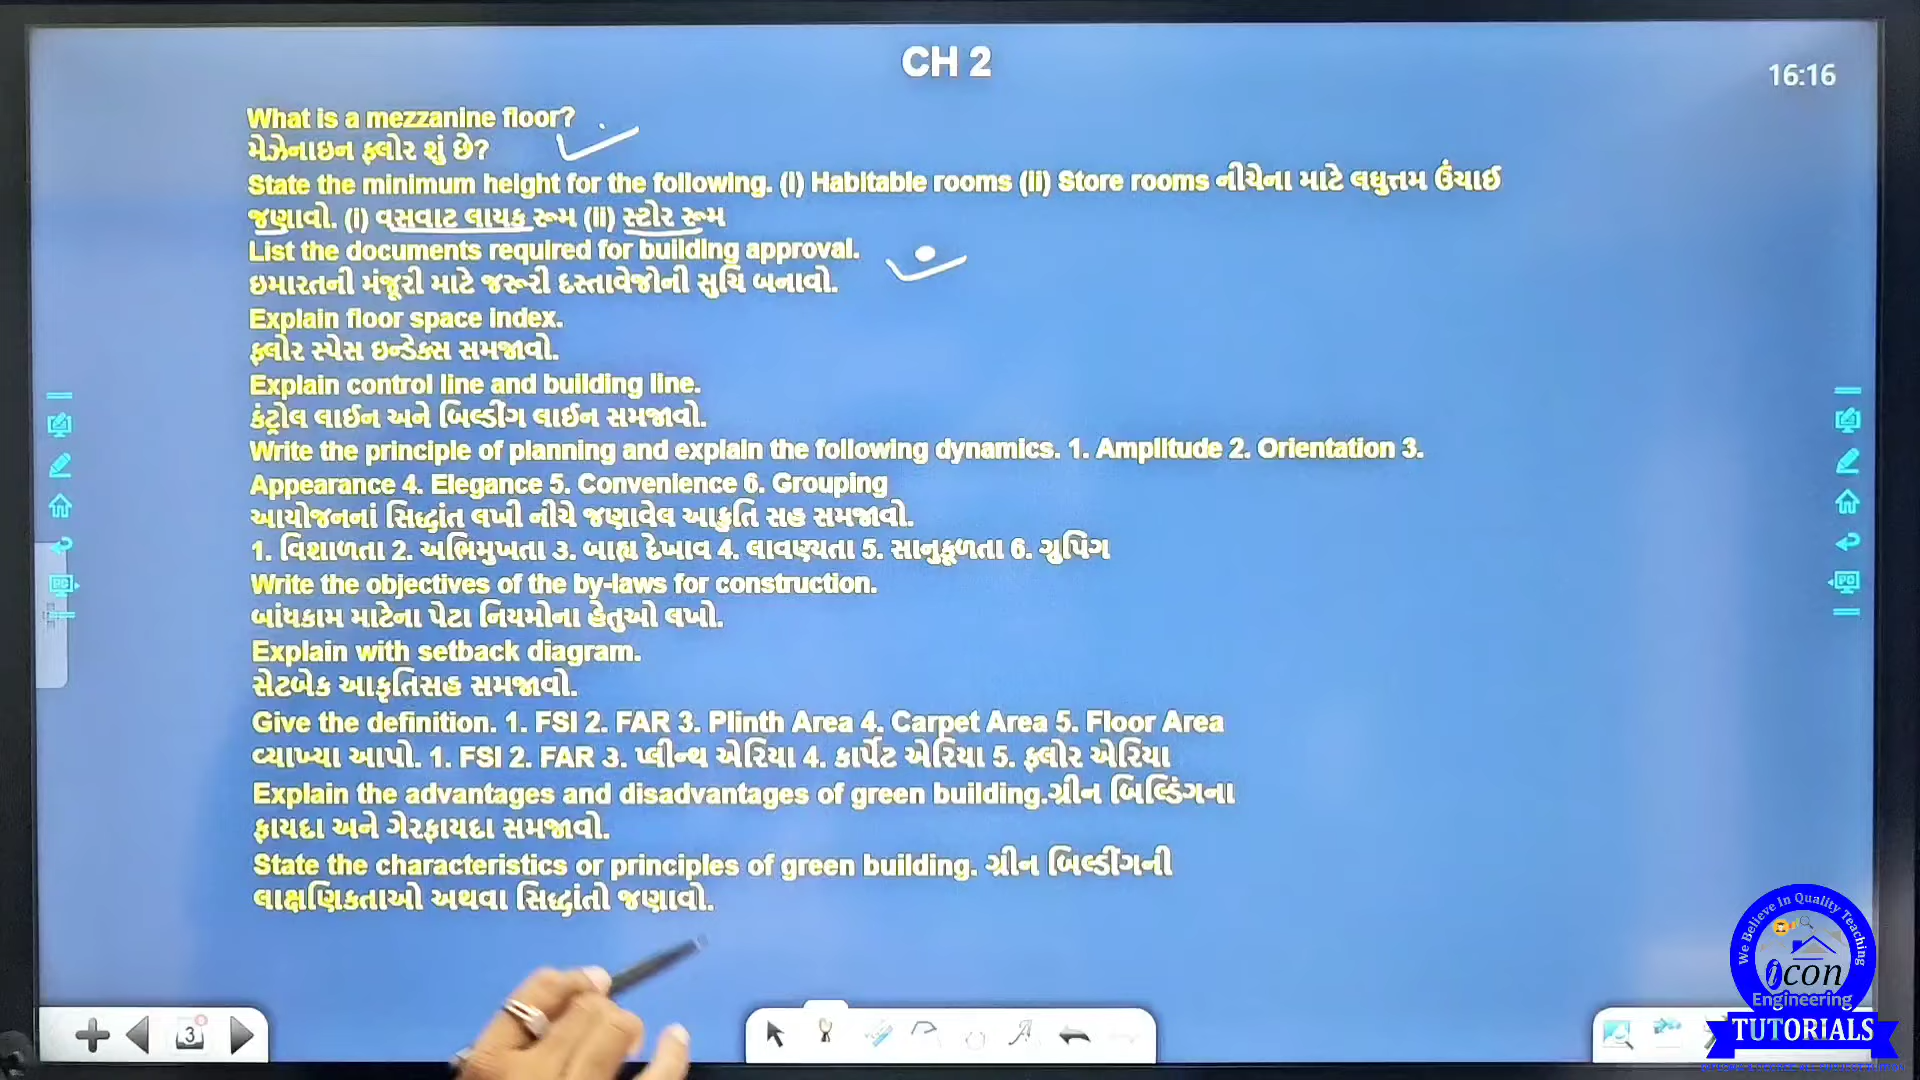 CH 2
16:16
What is a mezzanine floor?
મેઝેનાઇન ફ્લોર શું છે?
State the minimum height for the following. (i) Habitable rooms (ii) Store rooms નીચેના માટે લઘુત્તમ ઉંચાઈ
જણાવો. (i) વસવાટ લાયક રૂમ (ii) સ્ટોર રૂમ
List the documents required for building approval.
ઇમારતની મંજૂરી માટે જરૂરી દસ્તાવેજોની સુચિ બનાવો.
Explain floor space index.
ફ્લોર સ્પેસ ઇન્ડેક્સ સમજાવો.
Explain control line and building line.
કંટ્રોલ લાઈન અને બિલ્ડીંગ લાઈન સમજાવો.
Write the principle of planning and explain the following dynamics. 1. Amplitude 2. Orientation 3.
Appearance 4. Elegance 5. Convenience 6. Grouping
આયોજનનાં સિદ્ધાંત લખી નીચે જણાવેલ આકુતિ સહ સમજાવો.
1. વિશાળતા 2. અભિમુખતા ૩. બાહ્ય દેખાવ 4. લાવણ્યતા 5. સાનુકૂળતા 6. ગ્રુપિંગ
Write the objectives of the by-laws for construction.
બાંધકામ માટેના પેટા નિયમોના હેતુઓ લખો.
Explain with setback diagram.
સેટબેક આકૃતિસહ સમજાવો.
Give the definition. 1. FSI 2. FAR 3. Plinth Area 4. Carpet Area 5. Floor Area
વ્યાખ્યા આપો. 1. FSI 2. FAR 3. પ્લીન્થ એરિયા 4. કાર્પેટ એરિયા 5. ફ્લોર એરિયા
Explain the advantages and disadvantages of green building.ગ્રીન બિલ્ડિંગના
ફાયદા અને ગેરફાયદા સમજાવો.
State the characteristics or principles of green building. ગ્રીન બિલ્ડીંગની
લાક્ષણિકતાઓ અથવા સિદ્ધાંતો જણાવો.
3
We Believe In Quality Teaching
icon
Engineering
TUTORIALS